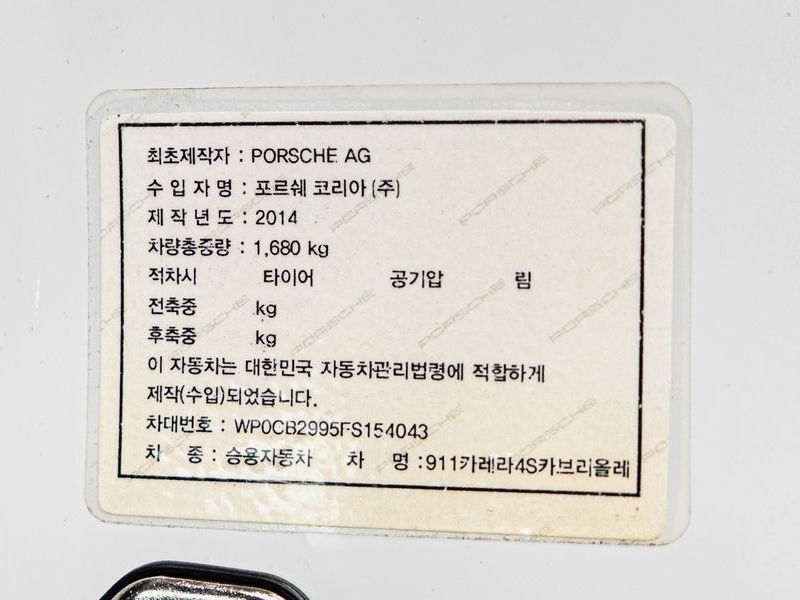 최초제작자 : PORSCHE AG
수 입 자 명 : 포르쉐 코리아 (주)
제 작 년 도 : 2014
차량총중량 : 1,680 kg
적차시 타이어 공기압 림
전축중 kg
후축중 kg
이 자동차는 대한민국 자동차관리법령에 적합하게
제작(수입)되었습니다.
차대번호 : WP0CB2995FS154043
차 종 : 승용자동차 차 명 :911카레라4S카브리올레